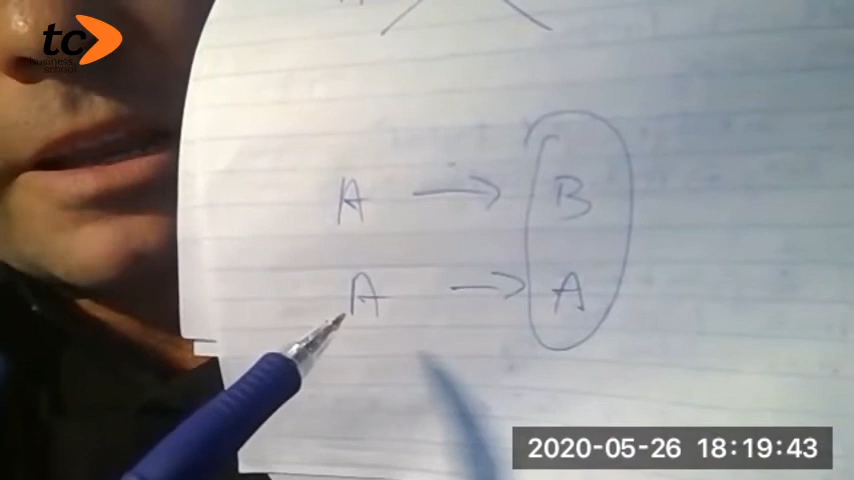 tc
business
school
A → B
A → A
2020-05-26 18:19:43